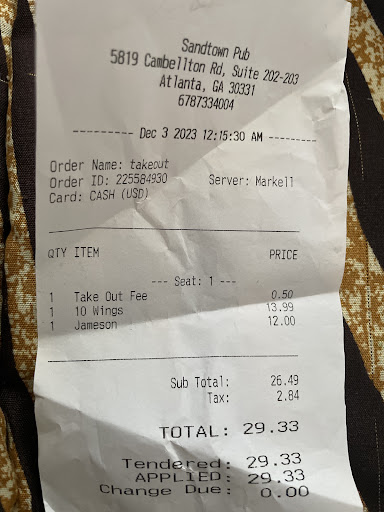 Sandtown Pub
5819 Cambellton Rd, Suite 202-203
Atlanta, GA 30331
6787334004
---------- Dec 3 2023 12:15:30 AM --------
Order Name: takeout
Order ID: 225584930 Server: Markell
Card: CASH (USD)
QTY ITEM PRICE
--- Seat: 1 ---
1 Take Out Fee 0.50
1 10 Wings 13.99
1 Jameson 12.00
Sub Total: 26.49
Tax: 2.84
TOTAL: 29.33
Tendered: 29.33
APPLIED: 29.33
Change Due: 0.00